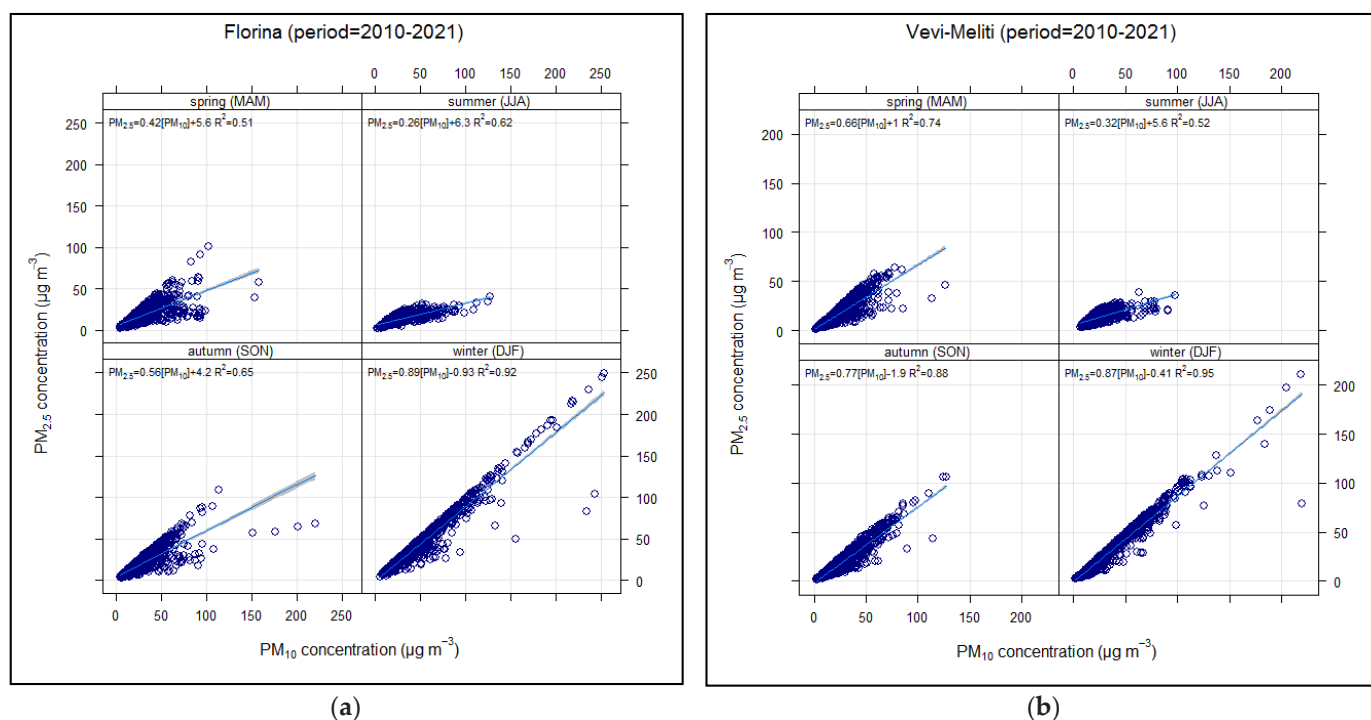 Florina (period=2010-2021)
0 50 100 150 200 250
spring (MAM) summer (JJA)
PM2.5=0.42[PM10]+5.6 R²=0.51
PM2.5=0.26[PM10]+6.3 R²=0.62
250
200
150
100
50
0
autumn (SON) winter (DJF)
PM2.5=0.56[PM10]+4.2 R²=0.65
PM2.5=0.89[PM10]-0.93 R²=0.92
250
200
150
100
50
0
PM2.5 concentration (µg m⁻³)
0 50 100 150 200 250
PM10 concentration (µg m⁻³)
(a)
Vevi-Meliti (period=2010-2021)
0 50 100 150 200
spring (MAM) summer (JJA)
PM2.5=0.66[PM10]+1 R²=0.74
PM2.5=0.32[PM10]+5.6 R²=0.52
200
150
100
50
0
autumn (SON) winter (DJF)
PM2.5=0.77[PM10]-1.9 R²=0.88
PM2.5=0.87[PM10]-0.41 R²=0.95
200
150
100
50
0
PM2.5 concentration (µg m⁻³)
0 50 100 150 200
PM10 concentration (µg m⁻³)
(b)